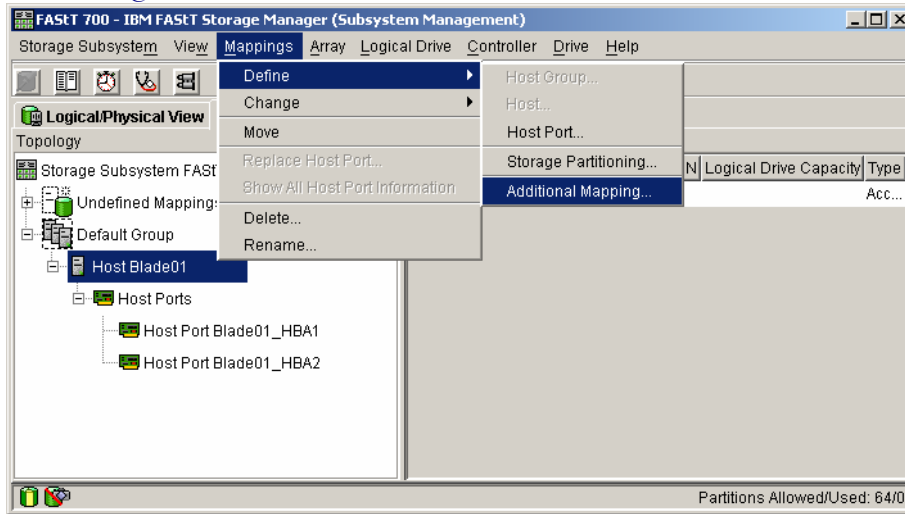 FAStT 700 - IBM FAStT Storage Manager (Subsystem Management)
Storage Subsystem View Mappings Array Logical Drive Controller Drive Help
Define
Change
Move
Replace Host Port...
Show All Host Port Information
Delete...
Rename...
Host Group...
Host...
Host Port...
Storage Partitioning...
Additional Mapping...
Logical/Physical View
Topology
N Logical Drive Capacity Type
Acc...
Storage Subsystem FASt
Undefined Mapping
Default Group
Host Blade01
Host Ports
Host Port Blade01_HBA1
Host Port Blade01_HBA2
Partitions Allowed/Used: 64/0